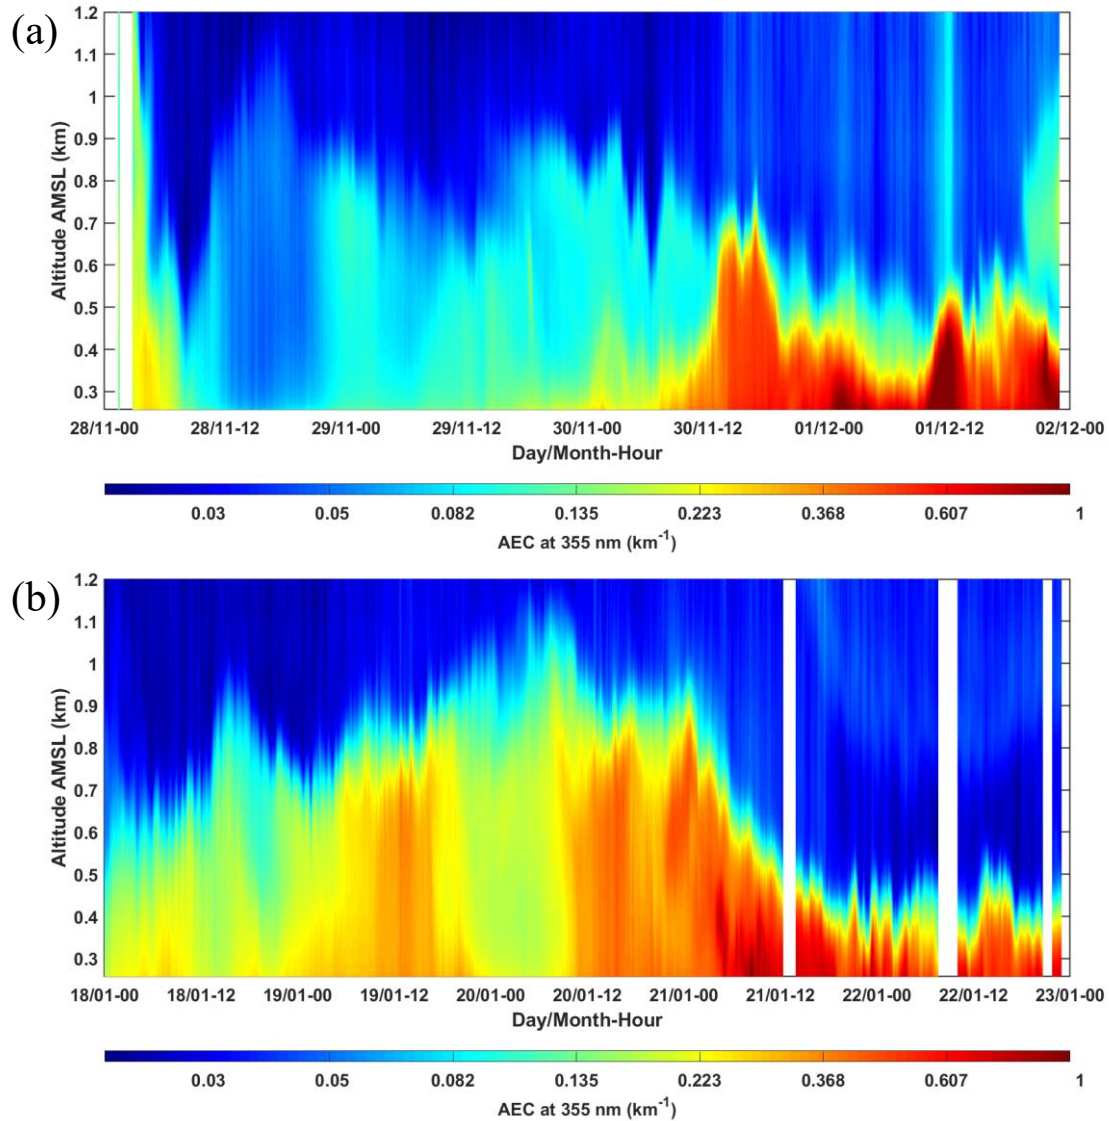 (a)
Altitude AMSL (km)
1.2
1.1
1
0.9
0.8
0.7
0.6
0.5
0.4
0.3
28/11-00 28/11-12 29/11-00 29/11-12 30/11-00 30/11-12 01/12-00 01/12-12 02/12-00
Day/Month-Hour
0.03 0.05 0.082 0.135 0.223 0.368 0.607 1
AEC at 355 nm (km⁻¹)
(b)
Altitude AMSL (km)
1.2
1.1
1
0.9
0.8
0.7
0.6
0.5
0.4
0.3
18/01-00 18/01-12 19/01-00 19/01-12 20/01-00 20/01-12 21/01-00 21/01-12 22/01-00 22/01-12 23/01-00
Day/Month-Hour
0.03 0.05 0.082 0.135 0.223 0.368 0.607 1
AEC at 355 nm (km⁻¹)